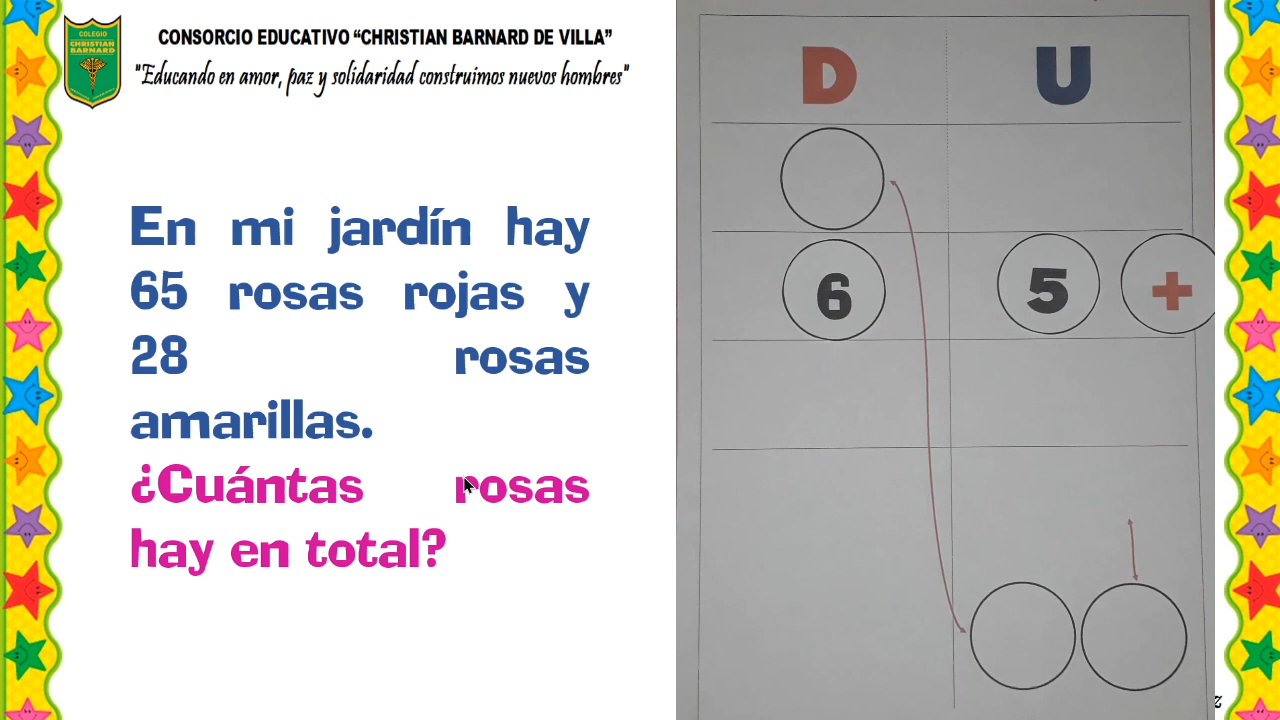 COLEGIO
CHRISTIAN
BARNARD
CONSORCIO EDUCATIVO “CHRISTIAN BARNARD DE VILLA”
"Educando en amor, paz y solidaridad construimos nuevos hombres"
En mi jardín hay
65 rosas rojas y
28 rosas
amarillas.
¿Cuántas rosas
hay en total?
D U
6 5 +
z